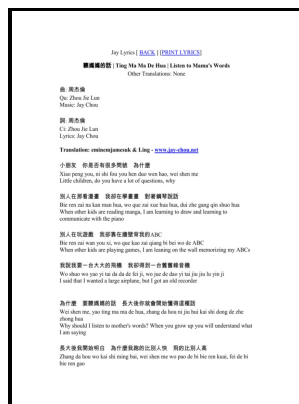 Jay Lyrics [ BACK ] [PRINT LYRICS]
聽媽媽的話 | Ting Ma Ma De Hua | Listen to Mama's Words
Other Translations: None
曲: 周杰倫
Qu: Zhou Jie Lun
Music: Jay Chou
詞: 周杰倫
Ci: Zhou Jie Lun
Lyrics: Jay Chou
Translation: eminemjamesuk & Ling - www.jay-chou.net
小朋友 你是否有很多問號 為什麼
Xiao peng you, ni shi fou you hen duo wen hao, wei shen me
Little children, do you have a lot of questions, why
別人在那看漫畫 我卻在學畫畫 對著鋼琴說話
Bie ren zai na kan man hua, wo que zai xue hua hua, dui zhe gang qin shuo hua
When other kids are reading manga, I am learning to draw and learning to
communicate with the piano
別人在玩遊戲 我卻靠在牆壁背我的ABC
Bie ren zai wan you xi, wo que kao zai qiang bi bei wo de ABC
When other kids are playing games, I am leaning on the wall memorizing my ABCs
我說我要一台大大的飛機 我卻得到一台舊舊錄音機
Wo shuo wo yao yi tai da da de fei ji, wo jue de dao yi tai jiu jiu lu yin ji
I said that I wanted a large airplane, but I got an old recorder
為什麼 要聽媽媽的話 長大後你就會開始懂得這種話
Wei shen me, yao ting ma ma de hua, zhang da hou ni jiu hui kai shi dong de zhe
zhong hua
Why should I listen to mother's words? When you grow up you will understand what
I am saying
長大後我開始明白 為什麼我跑的比別人快 飛的比別人高
Zhang da hou wo kai shi ming bai, wei shen me wo pao de bi bie ren kuai, fei de bi
bie ren gao